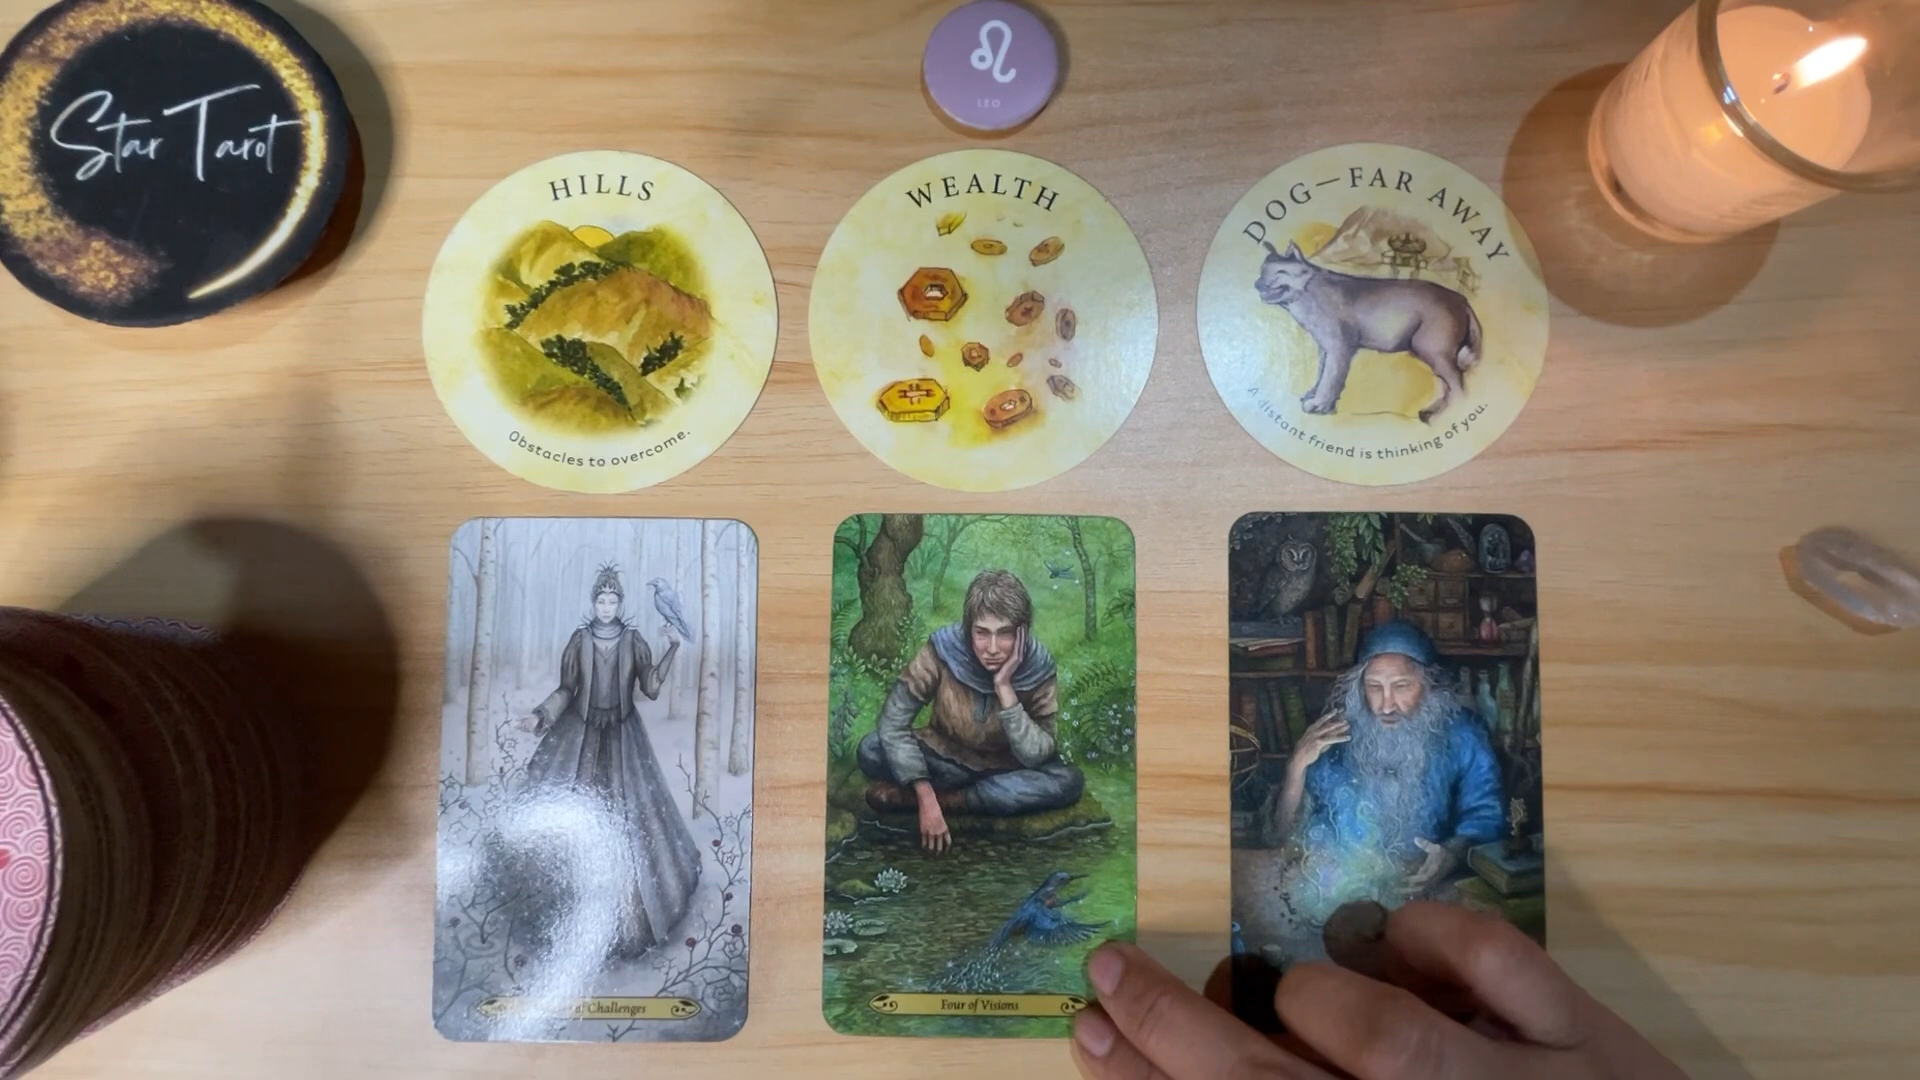 Star Tarot
LEO
HILLS
Obstacles to overcome.
WEALTH
DOG—FAR AWAY
A distant friend is thinking of you.
of Challenges
Four of Visions